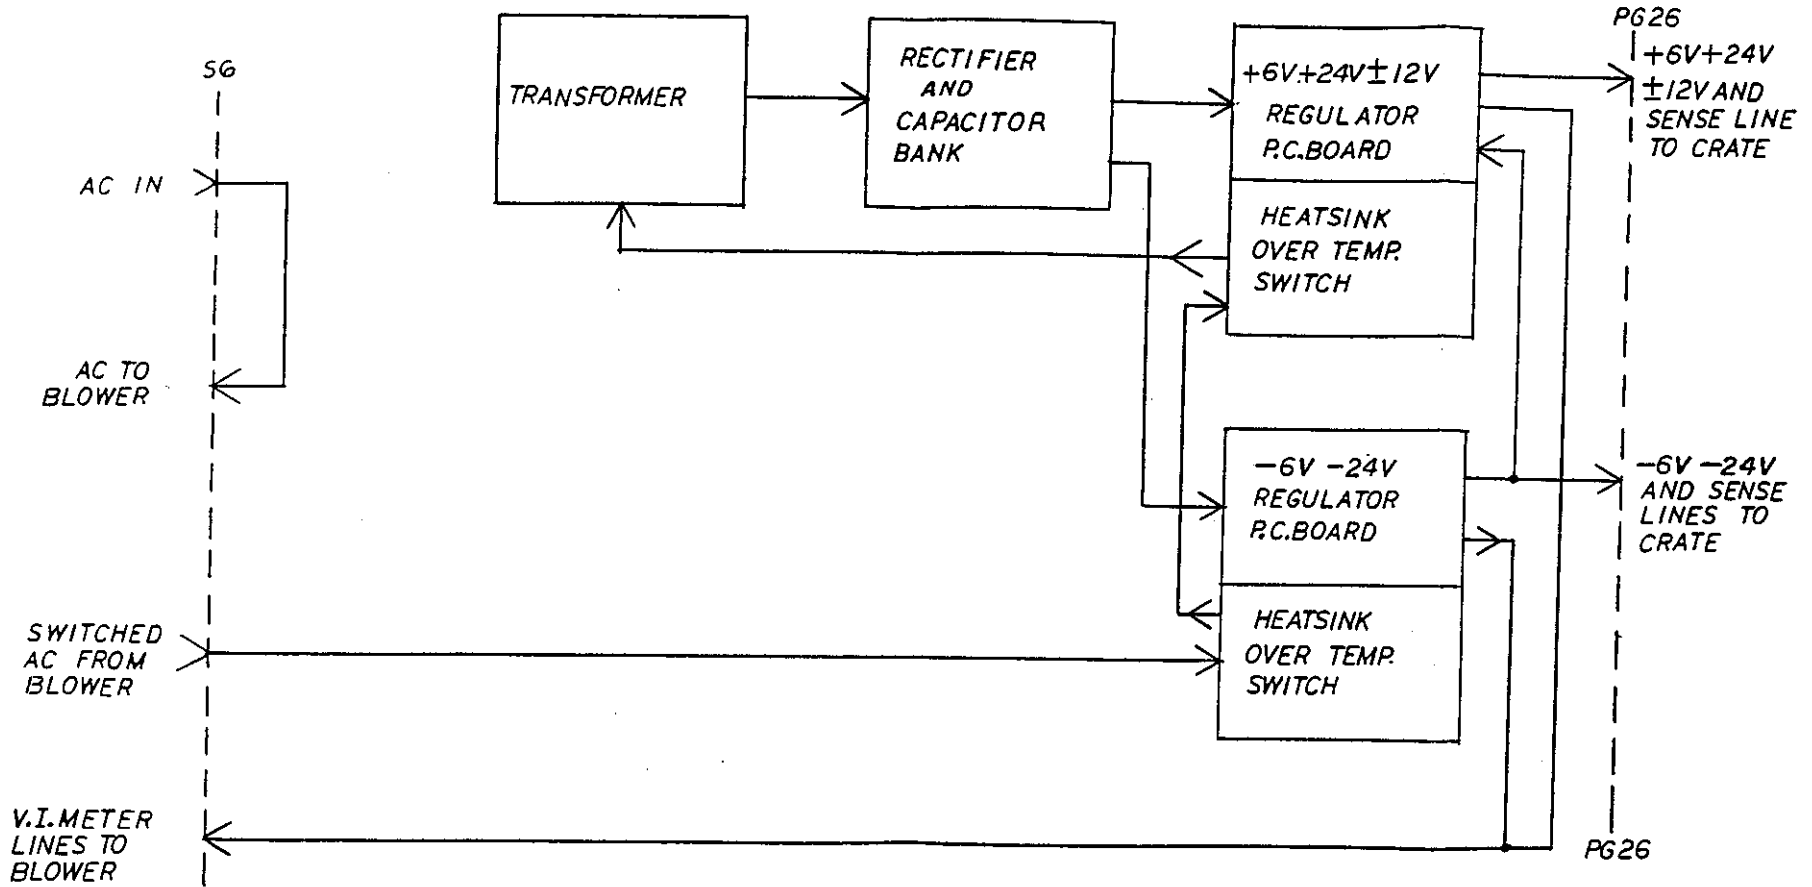 S6
AC IN
AC TO
BLOWER
SWITCHED
AC FROM
BLOWER
V.I.METER
LINES TO
BLOWER
TRANSFORMER
RECTIFIER
AND
CAPACITOR
BANK
+6V.+24V±12V
REGULATOR
P.C.BOARD
HEATSINK
OVER TEMP.
SWITCH
-6V -24V
REGULATOR
P.C.BOARD
HEATSINK
OVER TEMP.
SWITCH
PG26
+6V+24V
±12V AND
SENSE LINE
TO CRATE
-6V -24V
AND SENSE
LINES TO
CRATE
PG26